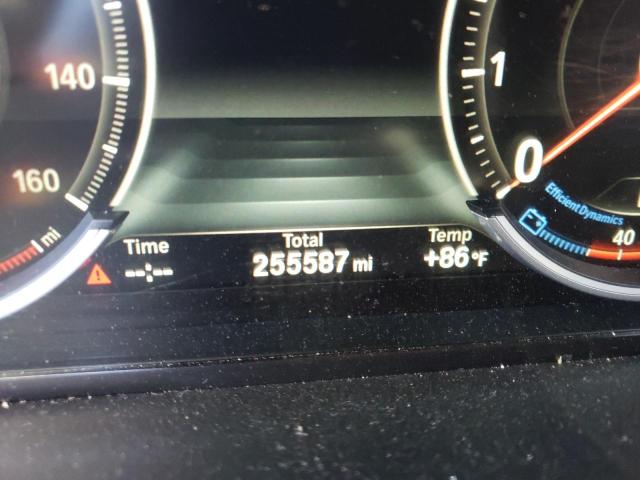 140
160
mi
Time
--:--
Total
255587 mi
Temp
+86 °F
1
0
EfficientDynamics
40